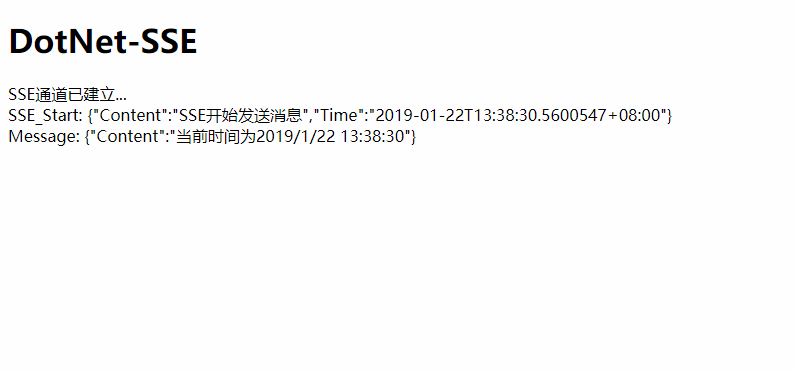 DotNet-SSE
SSE通道已建立...
SSE_Start: {"Content":"SSE开始发送消息","Time":"2019-01-22T13:38:30.5600547+08:00"}
Message: {"Content":"当前时间为2019/1/22 13:38:30"}